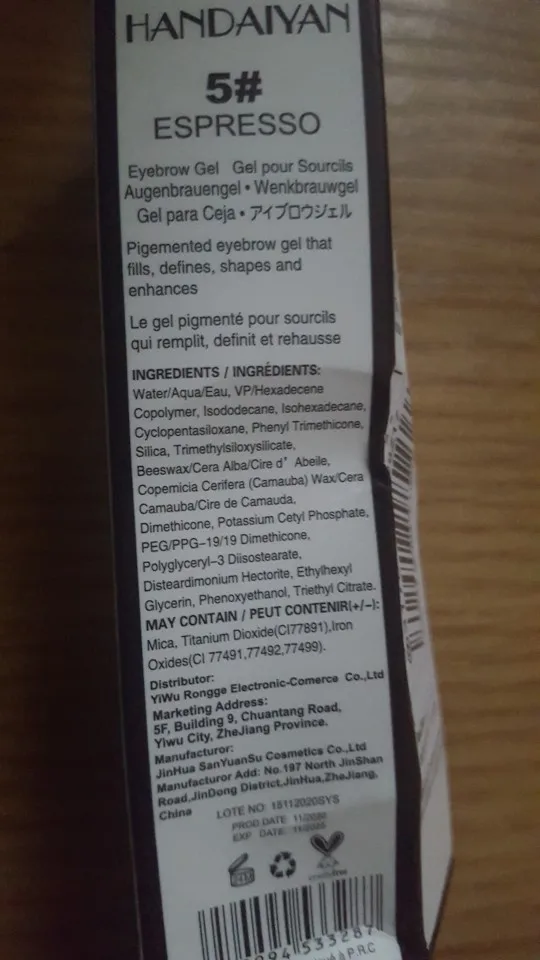 HANDAIYAN
5#
ESPRESSO
Eyebrow Gel Gel pour Sourcils
Augenbrauengel • Wenkbrauwgel
Gel para Ceja • アイブロウジェル
Pigemented eyebrow gel that
fills, defines, shapes and
enhances
Le gel pigmenté pour sourcils
qui remplit, definit et rehausse
INGREDIENTS / INGRÉDIENTS:
Water/Aqua/Eau, VP/Hexadecene
Copolymer, Isododecane, Isohexadecane,
Cyclopentasiloxane, Phenyl Trimethicone,
Silica, Trimethylsiloxysilicate,
Beeswax/Cera Alba/Cire d' Abeile,
Copemicia Cerifera (Camauba) Wax/Cera
Camauba/Cire de Camauda,
Dimethicone, Potassium Cetyl Phosphate,
PEG/PPG-19/19 Dimethicone,
Polyglyceryl-3 Diisostearate,
Disteardimonium Hectorite, Ethylhexyl
Glycerin, Phenoxyethanol, Triethyl Citrate.
MAY CONTAIN / PEUT CONTENIR(+/-):
Mica, Titanium Dioxide(CI77891),Iron
Oxides(CI 77491,77492,77499).
Distributor:
YiWu Rongge Electronic-Comerce Co.,Ltd
Marketing Address:
5F, Building 9, Chuantang Road,
Yiwu City, ZheJiang Province.
Manufacturor:
JinHua SanYuanSu Cosmetics Co.,Ltd
Manufacturor Add: No.197 North JinShan
Road,JinDong District,JinHua,ZheJiang,
China
LOTE NO: 15112020SYS
PROD DATE: 11/2020
EXP DATE:
24M
533287
P.R.C